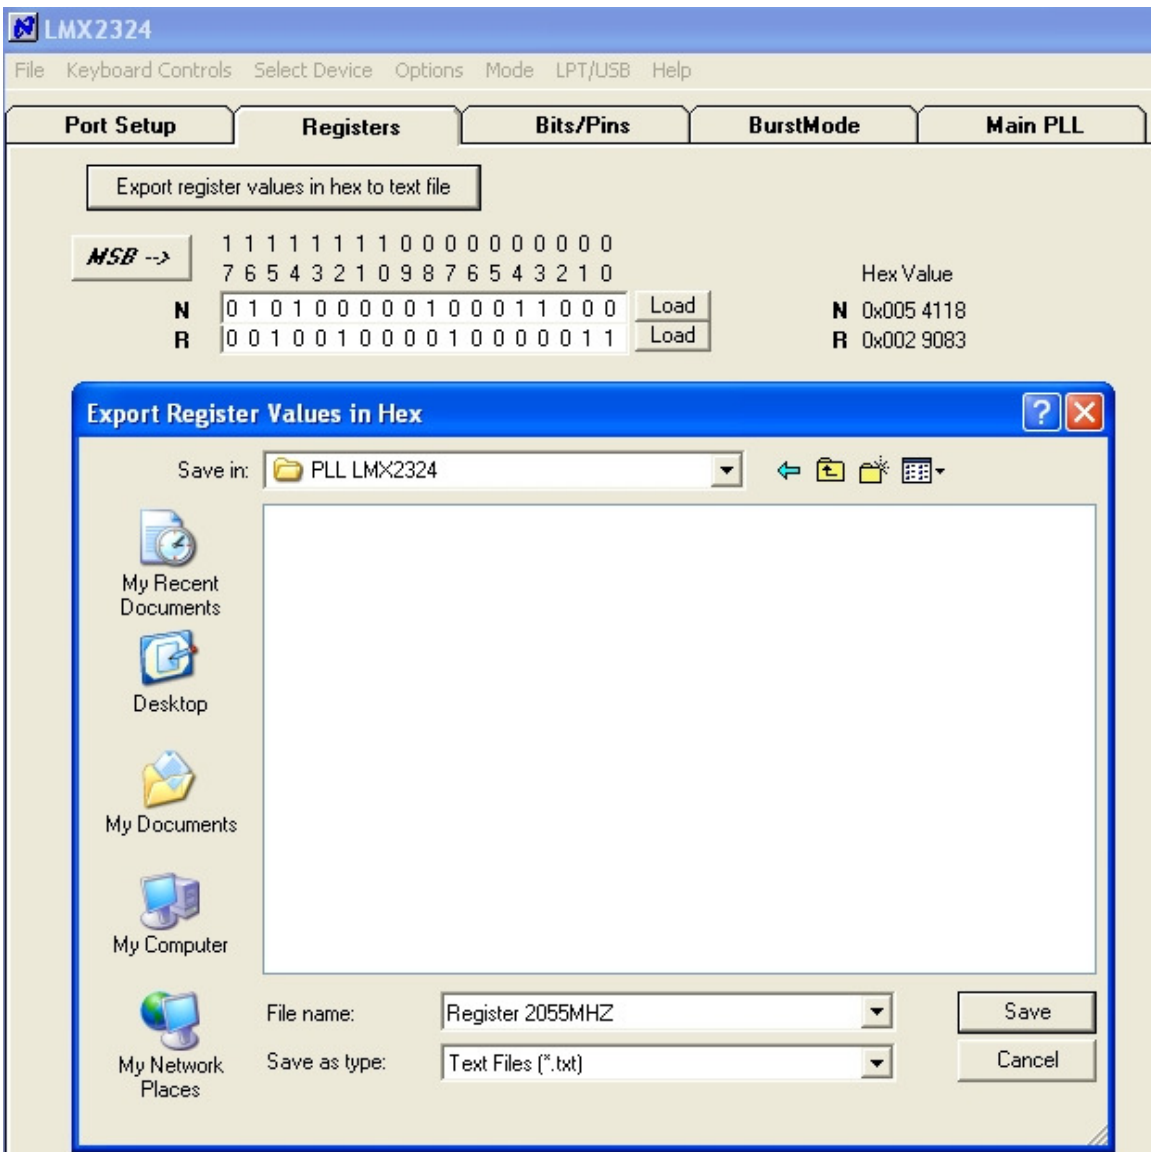 LMX2324
File Keyboard Controls Select Device Options Mode LPT/USB Help
Port Setup Registers Bits/Pins BurstMode Main PLL
Export register values in hex to text file
MSB --> 1 1 1 1 1 1 1 1 0 0 0 0 0 0 0 0 0 0
7 6 5 4 3 2 1 0 9 8 7 6 5 4 3 2 1 0 Hex Value
N 0 1 0 1 0 0 0 0 0 1 0 0 0 1 1 0 0 0 Load N 0x005 4118
R 0 0 1 0 0 1 0 0 0 0 1 0 0 0 0 0 1 1 Load R 0x002 9083
Export Register Values in Hex
Save in: PLL LMX2324
My Recent
Documents
Desktop
My Documents
My Computer
My Network
Places
File name: Register 2055MHZ Save
Save as type: Text Files (*.txt) Cancel